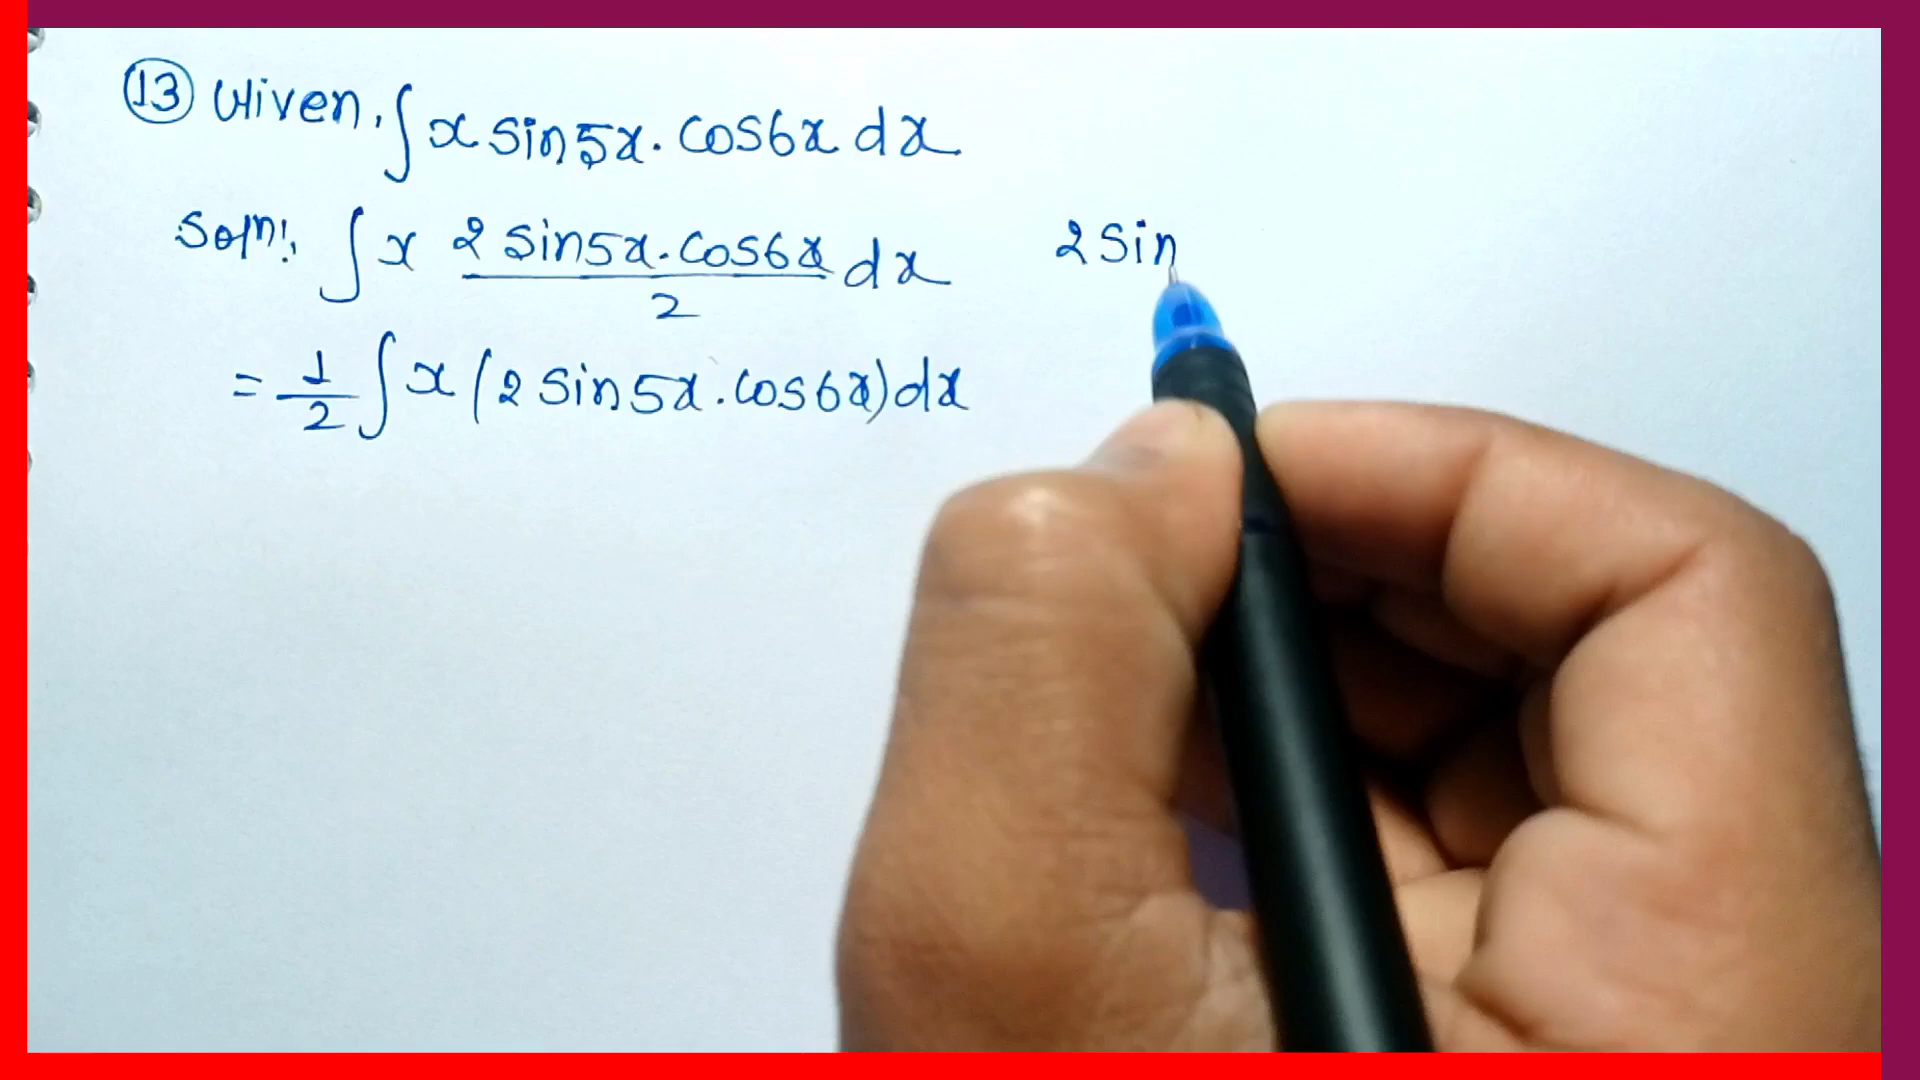 13 Given, ∫ x sin5x · cos6x dx
Soln:, ∫ x 2 sin5x · cos6x / 2 dx
2 Sin
= 1/2 ∫ x (2 sin5x · cos6x) dx